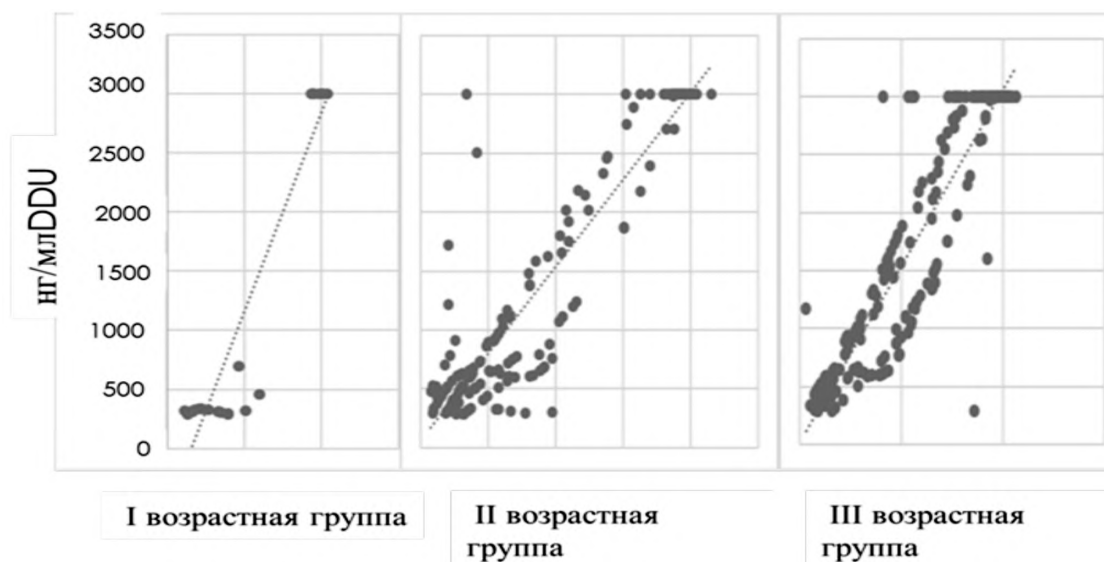 3500
3000
2500
2000
1500
1000
500
0
нг/млDDU
I возрастная группа
II возрастная
группа
III возрастная
группа